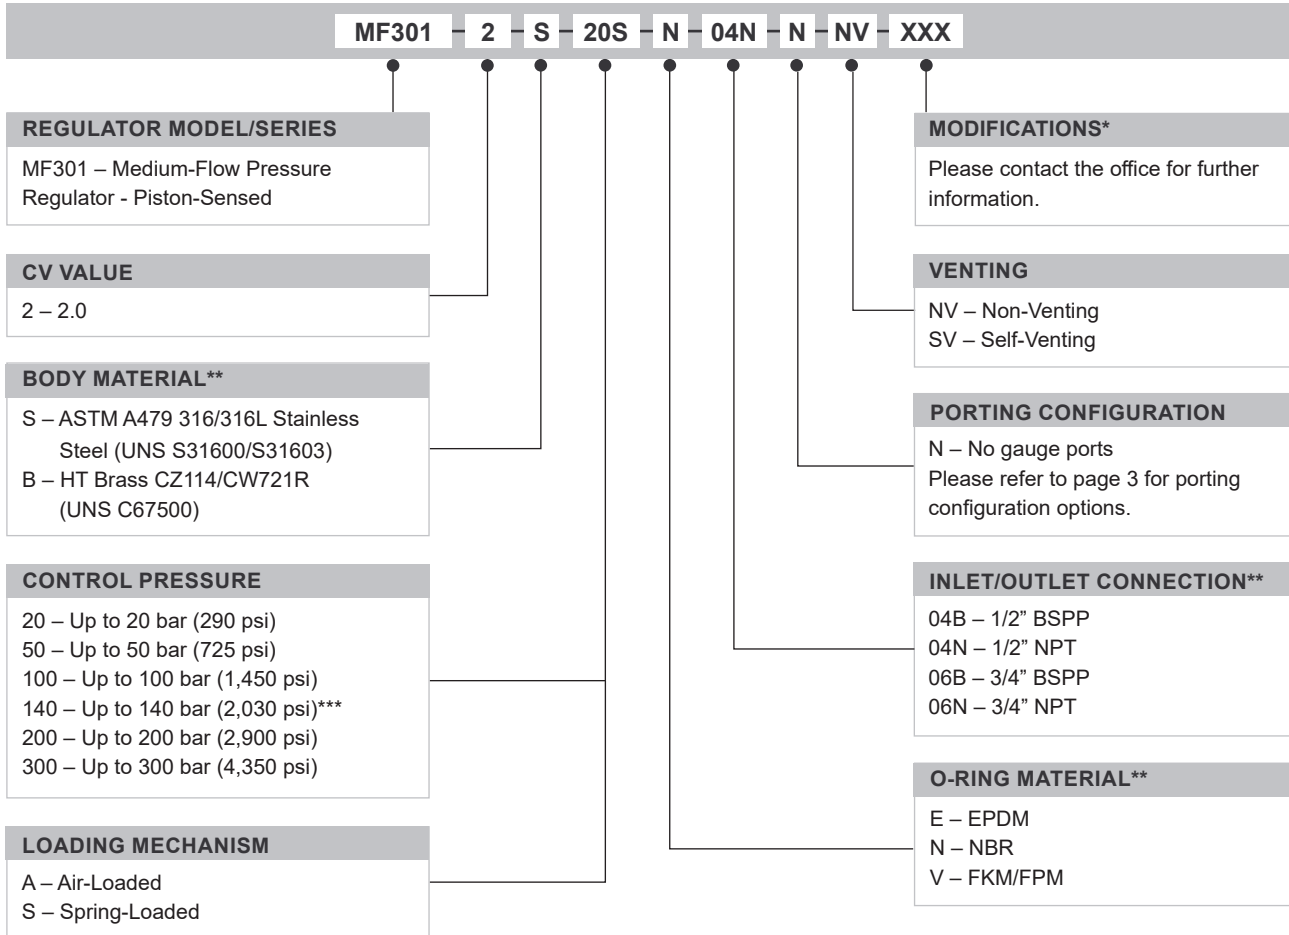 MF301 – 2 – S – 20S – N – 04N – N – NV – XXX
REGULATOR MODEL/SERIES
MF301 – Medium-Flow Pressure
Regulator - Piston-Sensed
CV VALUE
2 – 2.0
BODY MATERIAL**
S – ASTM A479 316/316L Stainless
Steel (UNS S31600/S31603)
B – HT Brass CZ114/CW721R
(UNS C67500)
CONTROL PRESSURE
20 – Up to 20 bar (290 psi)
50 – Up to 50 bar (725 psi)
100 – Up to 100 bar (1,450 psi)
140 – Up to 140 bar (2,030 psi)***
200 – Up to 200 bar (2,900 psi)
300 – Up to 300 bar (4,350 psi)
LOADING MECHANISM
A – Air-Loaded
S – Spring-Loaded
MODIFICATIONS*
Please contact the office for further
information.
VENTING
NV – Non-Venting
SV – Self-Venting
PORTING CONFIGURATION
N – No gauge ports
Please refer to page 3 for porting
configuration options.
INLET/OUTLET CONNECTION**
04B – 1/2” BSPP
04N – 1/2” NPT
06B – 3/4” BSPP
06N – 3/4” NPT
O-RING MATERIAL**
E – EPDM
N – NBR
V – FKM/FPM